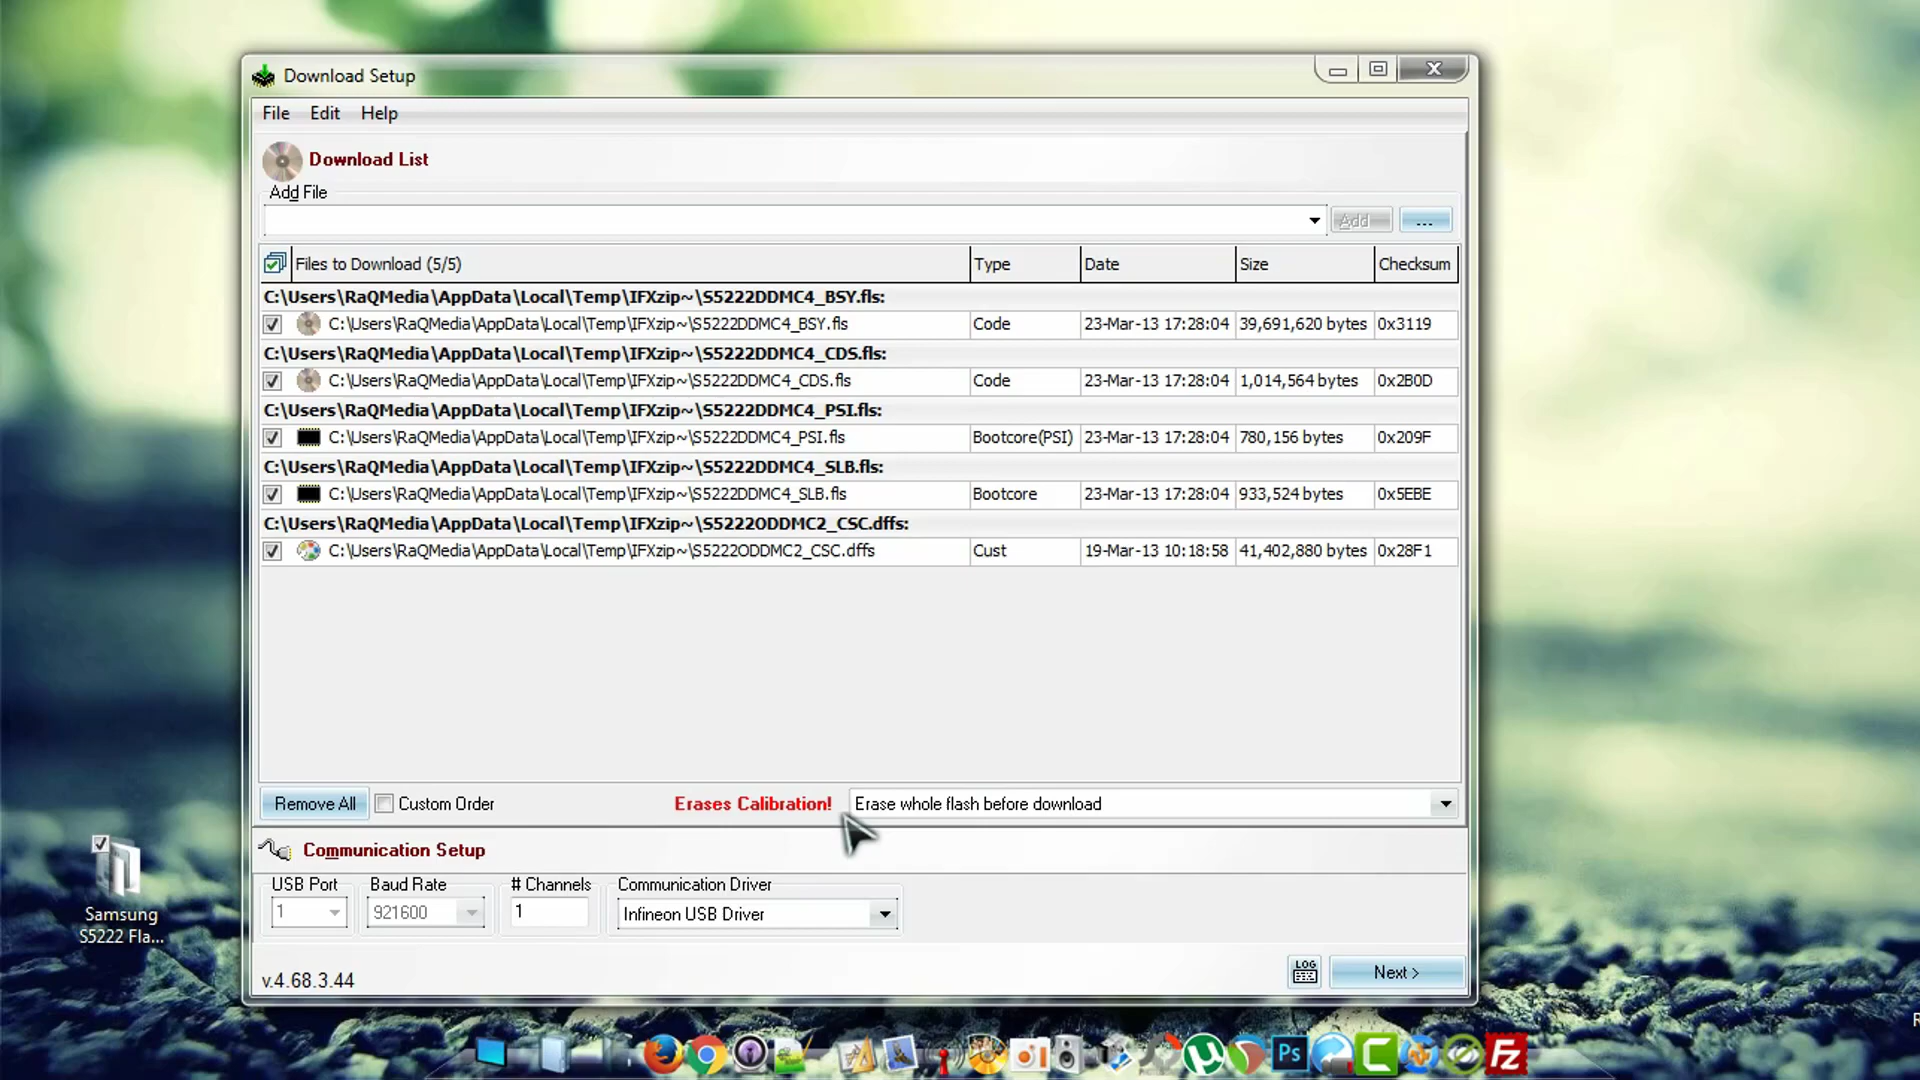 Download Setup
File Edit Help
Download List
Add File
Add ...
Files to Download (5/5) Type Date Size Checksum
C:\Users\RaQMedia\AppData\Local\Temp\IFXzip~\S5222DDMC4_BSY.fls:
C:\Users\RaQMedia\AppData\Local\Temp\IFXzip~\S5222DDMC4_BSY.fls Code 23-Mar-13 17:28:04 39,691,620 bytes 0x3119
C:\Users\RaQMedia\AppData\Local\Temp\IFXzip~\S5222DDMC4_CDS.fls:
C:\Users\RaQMedia\AppData\Local\Temp\IFXzip~\S5222DDMC4_CDS.fls Code 23-Mar-13 17:28:04 1,014,564 bytes 0x2B0D
C:\Users\RaQMedia\AppData\Local\Temp\IFXzip~\S5222DDMC4_PSI.fls:
C:\Users\RaQMedia\AppData\Local\Temp\IFXzip~\S5222DDMC4_PSI.fls Bootcore(PSI) 23-Mar-13 17:28:04 780,156 bytes 0x209F
C:\Users\RaQMedia\AppData\Local\Temp\IFXzip~\S5222DDMC4_SLB.fls:
C:\Users\RaQMedia\AppData\Local\Temp\IFXzip~\S5222DDMC4_SLB.fls Bootcore 23-Mar-13 17:28:04 933,524 bytes 0x5EBE
C:\Users\RaQMedia\AppData\Local\Temp\IFXzip~\S5222ODDMC2_CSC.dffs:
C:\Users\RaQMedia\AppData\Local\Temp\IFXzip~\S5222ODDMC2_CSC.dffs Cust 19-Mar-13 10:18:58 41,402,880 bytes 0x28F1
Remove All Custom Order Erases Calibration! Erase whole flash before download
Communication Setup
USB Port Baud Rate # Channels Communication Driver
1 921600 1 Infineon USB Driver
v.4.68.3.44 LOG Next >
Samsung
S5222 Fla...
Ps
Fz